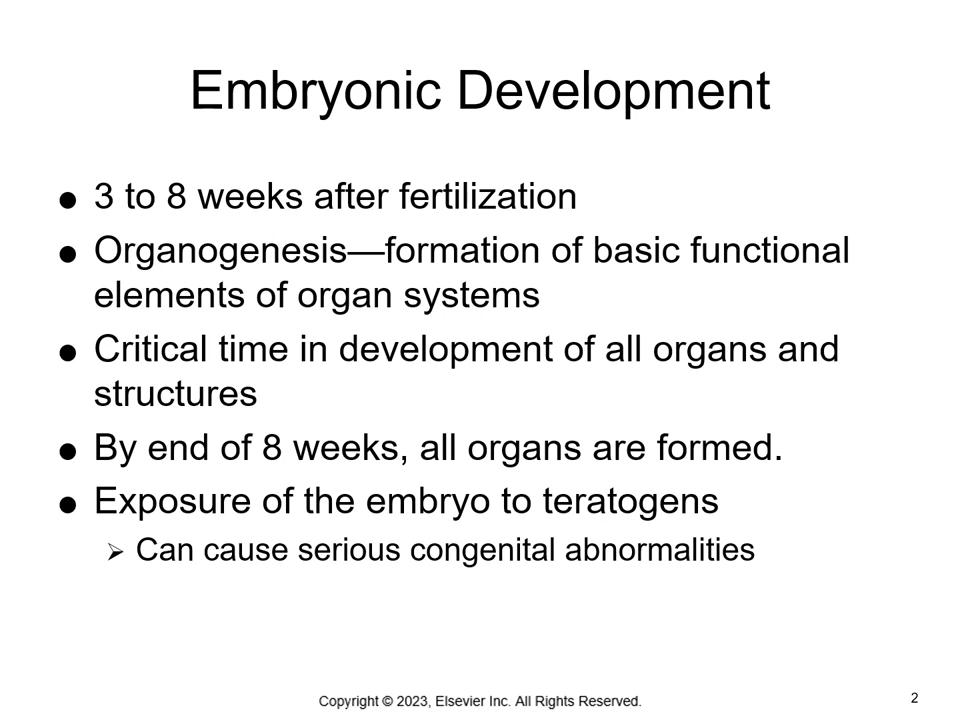 Embryonic Development
● 3 to 8 weeks after fertilization
● Organogenesis—formation of basic functional
elements of organ systems
● Critical time in development of all organs and
structures
● By end of 8 weeks, all organs are formed.
● Exposure of the embryo to teratogens
➢ Can cause serious congenital abnormalities
Copyright © 2023, Elsevier Inc. All Rights Reserved.
2